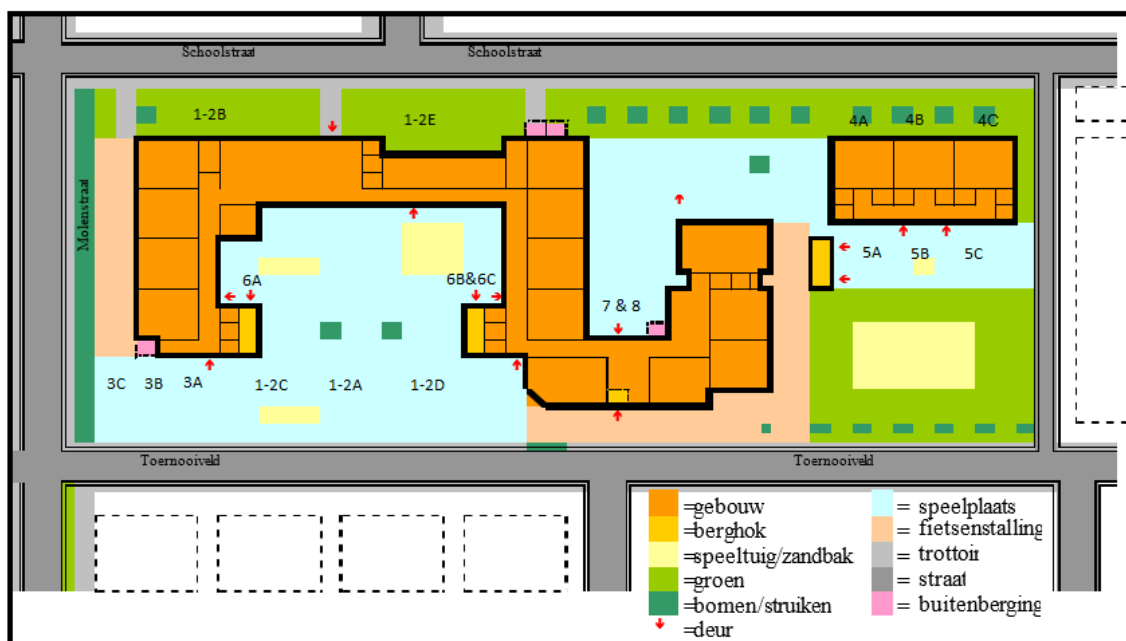 Schoolstraat Schoolstraat
1-2B 1-2E 4A 4B 4C
Molenstraat
5A 5B 5C
6A 6B&6C
7 & 8
3C 3B 3A 1-2C 1-2A 1-2D
Toernooiveld Toernooiveld
=gebouw
=berghok
=speeltuig/zandbak
=groen
=bomen/struiken
=deur
= speelplaats
= fietsenstalling
= trottoir
= straat
= buitenberging